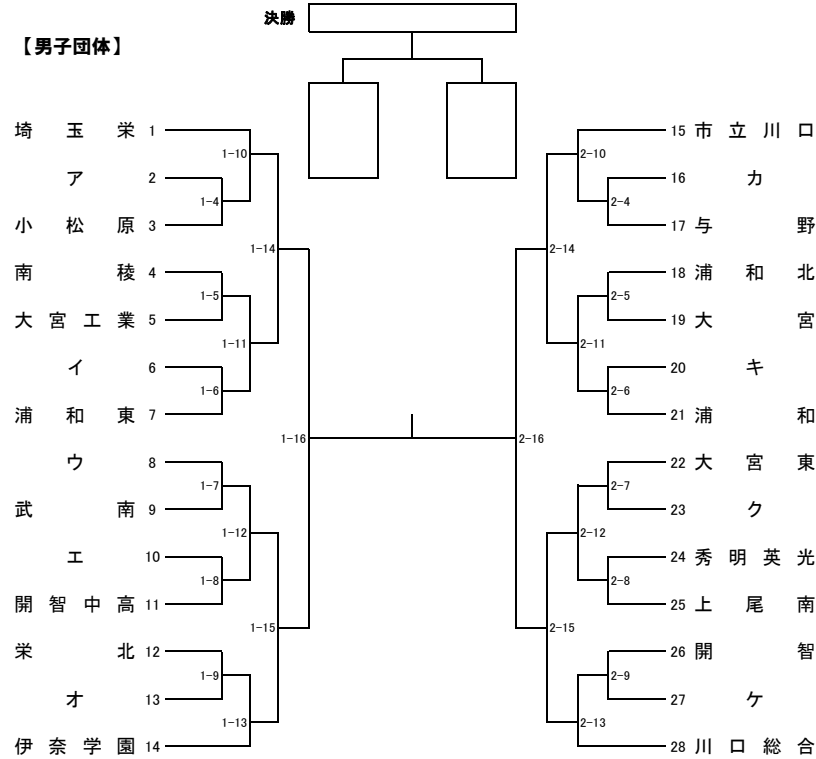 決勝
【男子団体】
埼玉栄 1
ア 2
小松原 3
南稜 4
大宮工業 5
イ 6
浦和東 7
ウ 8
武南 9
エ 10
開智中高 11
栄北 12
オ 13
伊奈学園 14
1-10
1-4
1-14
1-5
1-11
1-6
1-16
1-7
1-12
1-8
1-15
1-9
1-13
2-10
2-4
2-14
2-5
2-11
2-6
2-16
2-7
2-12
2-8
2-15
2-9
2-13
15 市立川口
16 カ
17 与野
18 浦和北
19 大宮
20 キ
21 浦和
22 大宮東
23 ク
24 秀明英光
25 上尾南
26 開智
27 ケ
28 川口総合